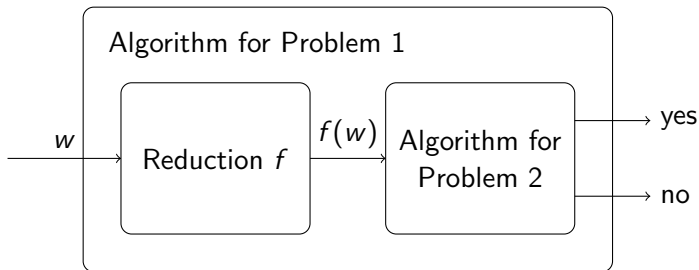 Algorithm for Problem 1
w
Reduction f
f(w)
Algorithm for
Problem 2
yes
no